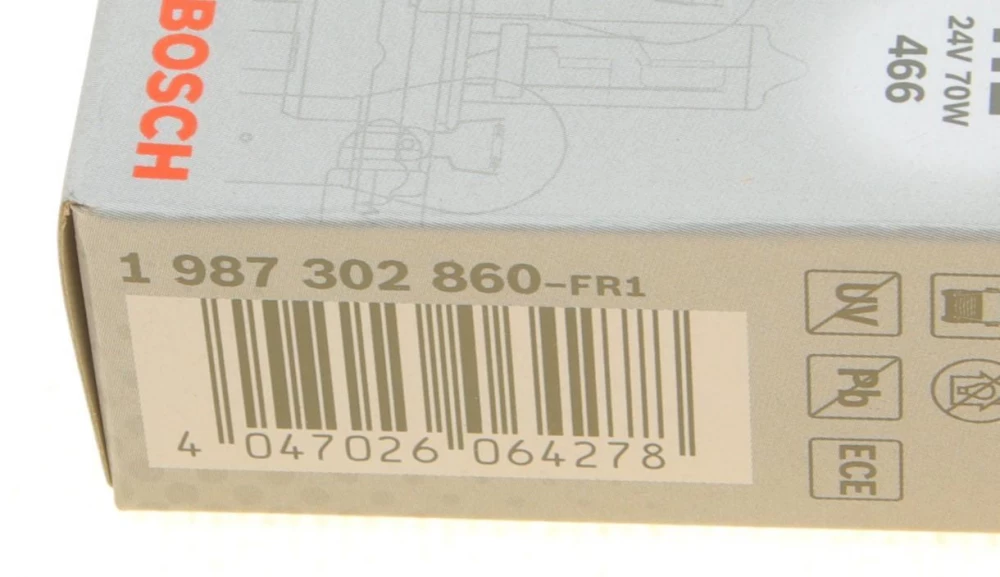 BOSCH
24V 70W
466
1 987 302 860-FR1
4 047026 064278
UV
Pb
ECE